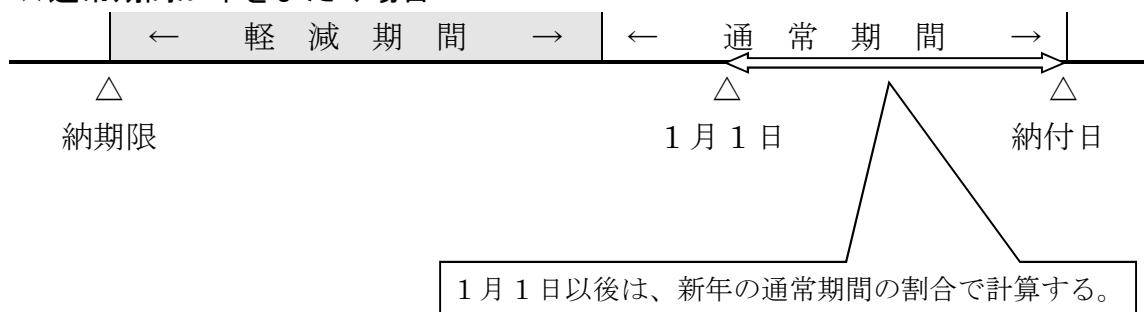 ← 軽減期間 → ← 通常期間 →
△ △ △
納期限 １月１日 納付日
１月１日以後は、新年の通常期間の割合で計算する。